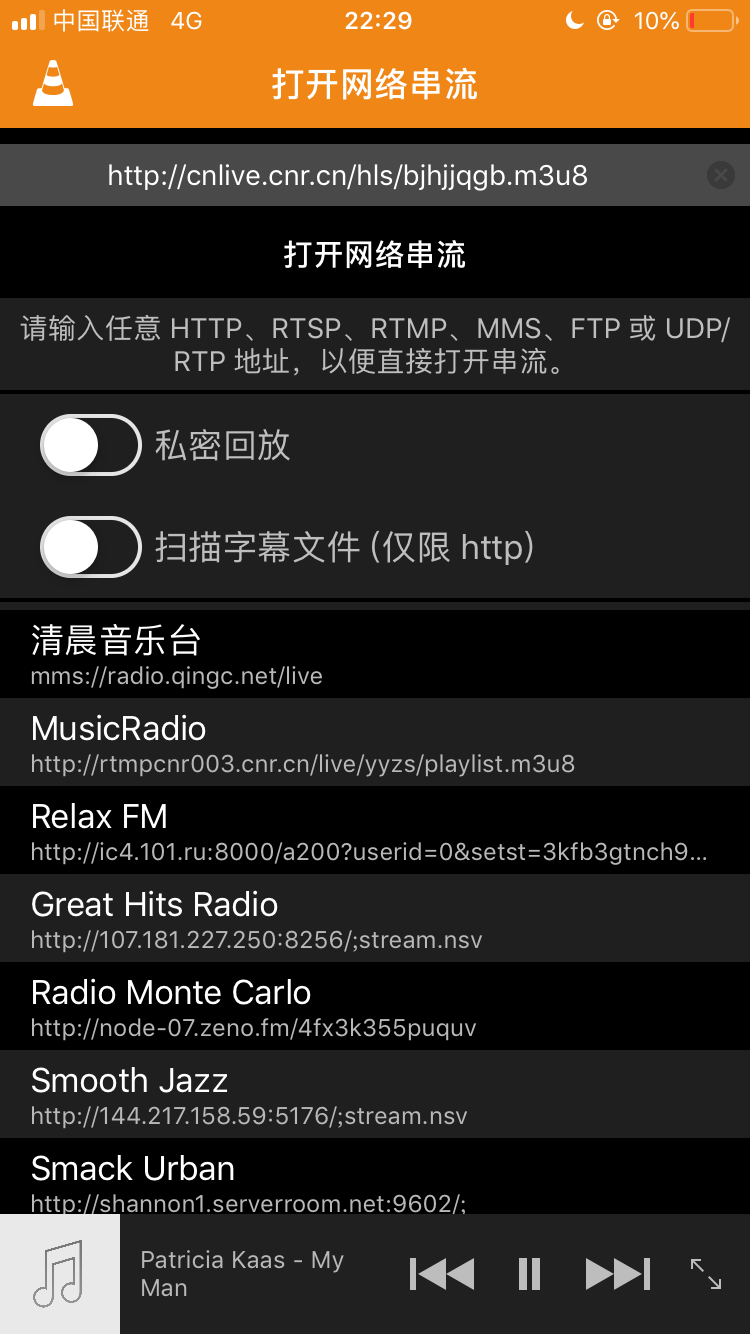 中国联通 4G 22:29 10%
打开网络串流
http://cnlive.cnr.cn/hls/bjhjjqgb.m3u8
打开网络串流
请输入任意 HTTP、RTSP、RTMP、MMS、FTP 或 UDP/
RTP 地址，以便直接打开串流。
私密回放
扫描字幕文件 (仅限 http)
清晨音乐台
mms://radio.qingc.net/live
MusicRadio
http://rtmpcnr003.cnr.cn/live/yyzs/playlist.m3u8
Relax FM
http://ic4.101.ru:8000/a200?userid=0&setst=3kfb3gtnch9...
Great Hits Radio
http://107.181.227.250:8256/;stream.nsv
Radio Monte Carlo
http://node-07.zeno.fm/4fx3k355puquv
Smooth Jazz
http://144.217.158.59:5176/;stream.nsv
Smack Urban
http://shannon1.serverroom.net:9602/;
Patricia Kaas - My
Man